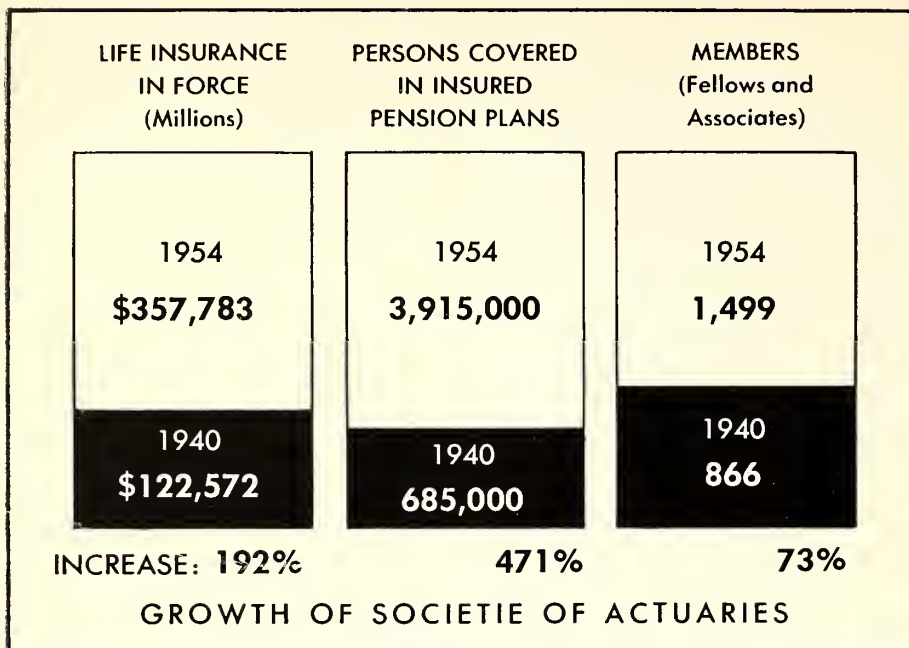 LIFE INSURANCE
IN FORCE
(Millions)
PERSONS COVERED
IN INSURED
PENSION PLANS
MEMBERS
(Fellows and
Associates)
1954
$357,783
1954
3,915,000
1954
1,499
1940
$122,572
1940
685,000
1940
866
INCREASE: 192% 471% 73%
GROWTH OF SOCIETIE OF ACTUARIES